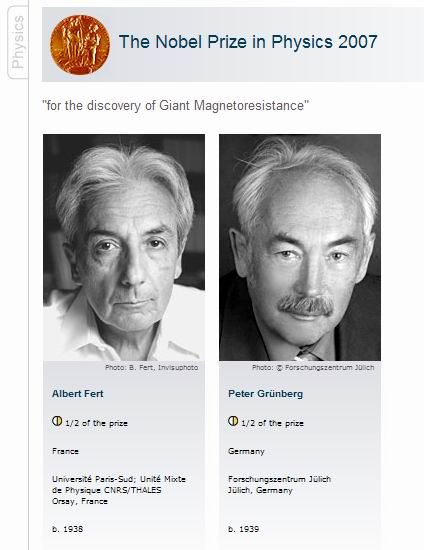 Physics
The Nobel Prize in Physics 2007
"for the discovery of Giant Magnetoresistance"
Photo: B. Fert, Invisuphoto
Photo: © Forschungszentrum Jülich
Albert Fert
Peter Grünberg
1/2 of the prize
1/2 of the prize
France
Germany
Université Paris-Sud; Unité Mixte
de Physique CNRS/THALES
Orsay, France
Forschungszentrum Jülich
Jülich, Germany
b. 1938
b. 1939